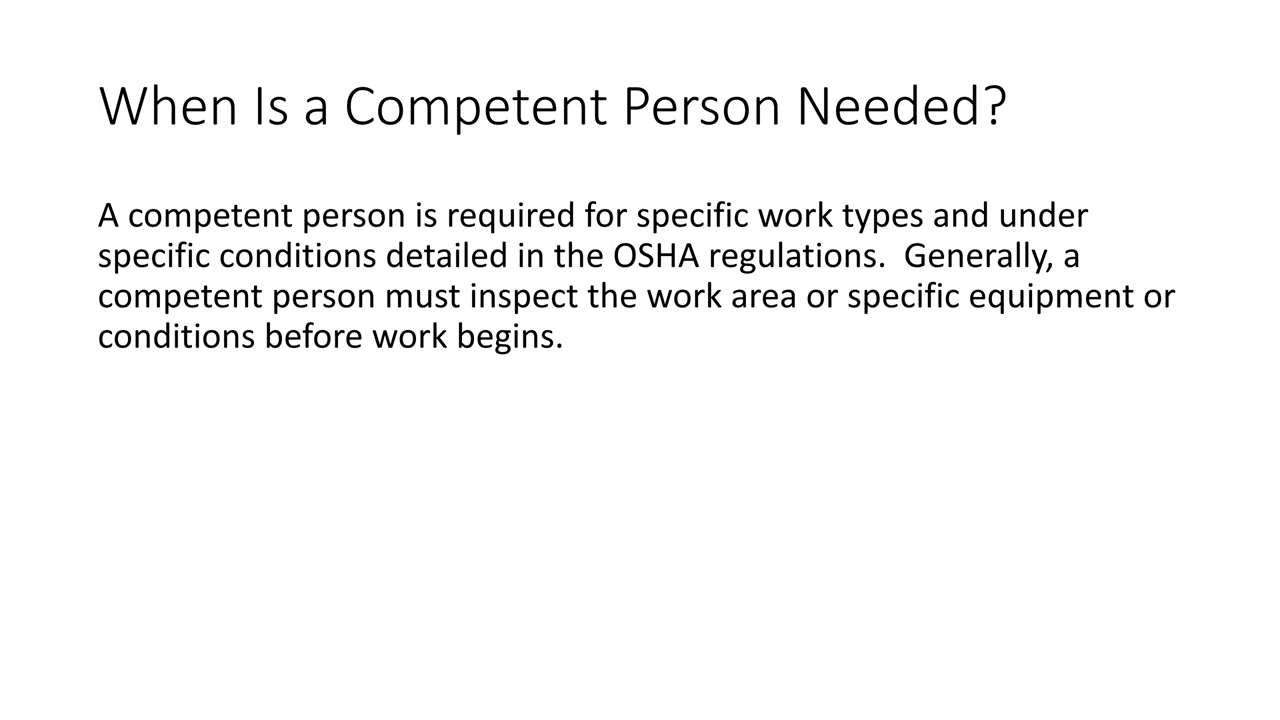 When Is a Competent Person Needed?
A competent person is required for specific work types and under
specific conditions detailed in the OSHA regulations.  Generally, a
competent person must inspect the work area or specific equipment or
conditions before work begins.